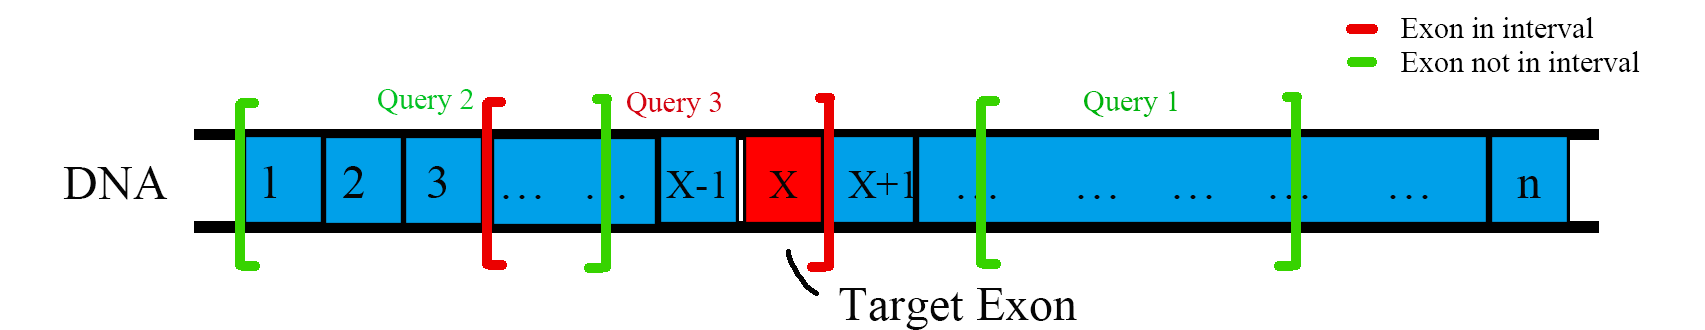 Exon in interval
Exon not in interval
Query 2
Query 3
Query 1
DNA
1 2 3 ... ... X-1 X X+1 ... ... ... ... ... n
Target Exon